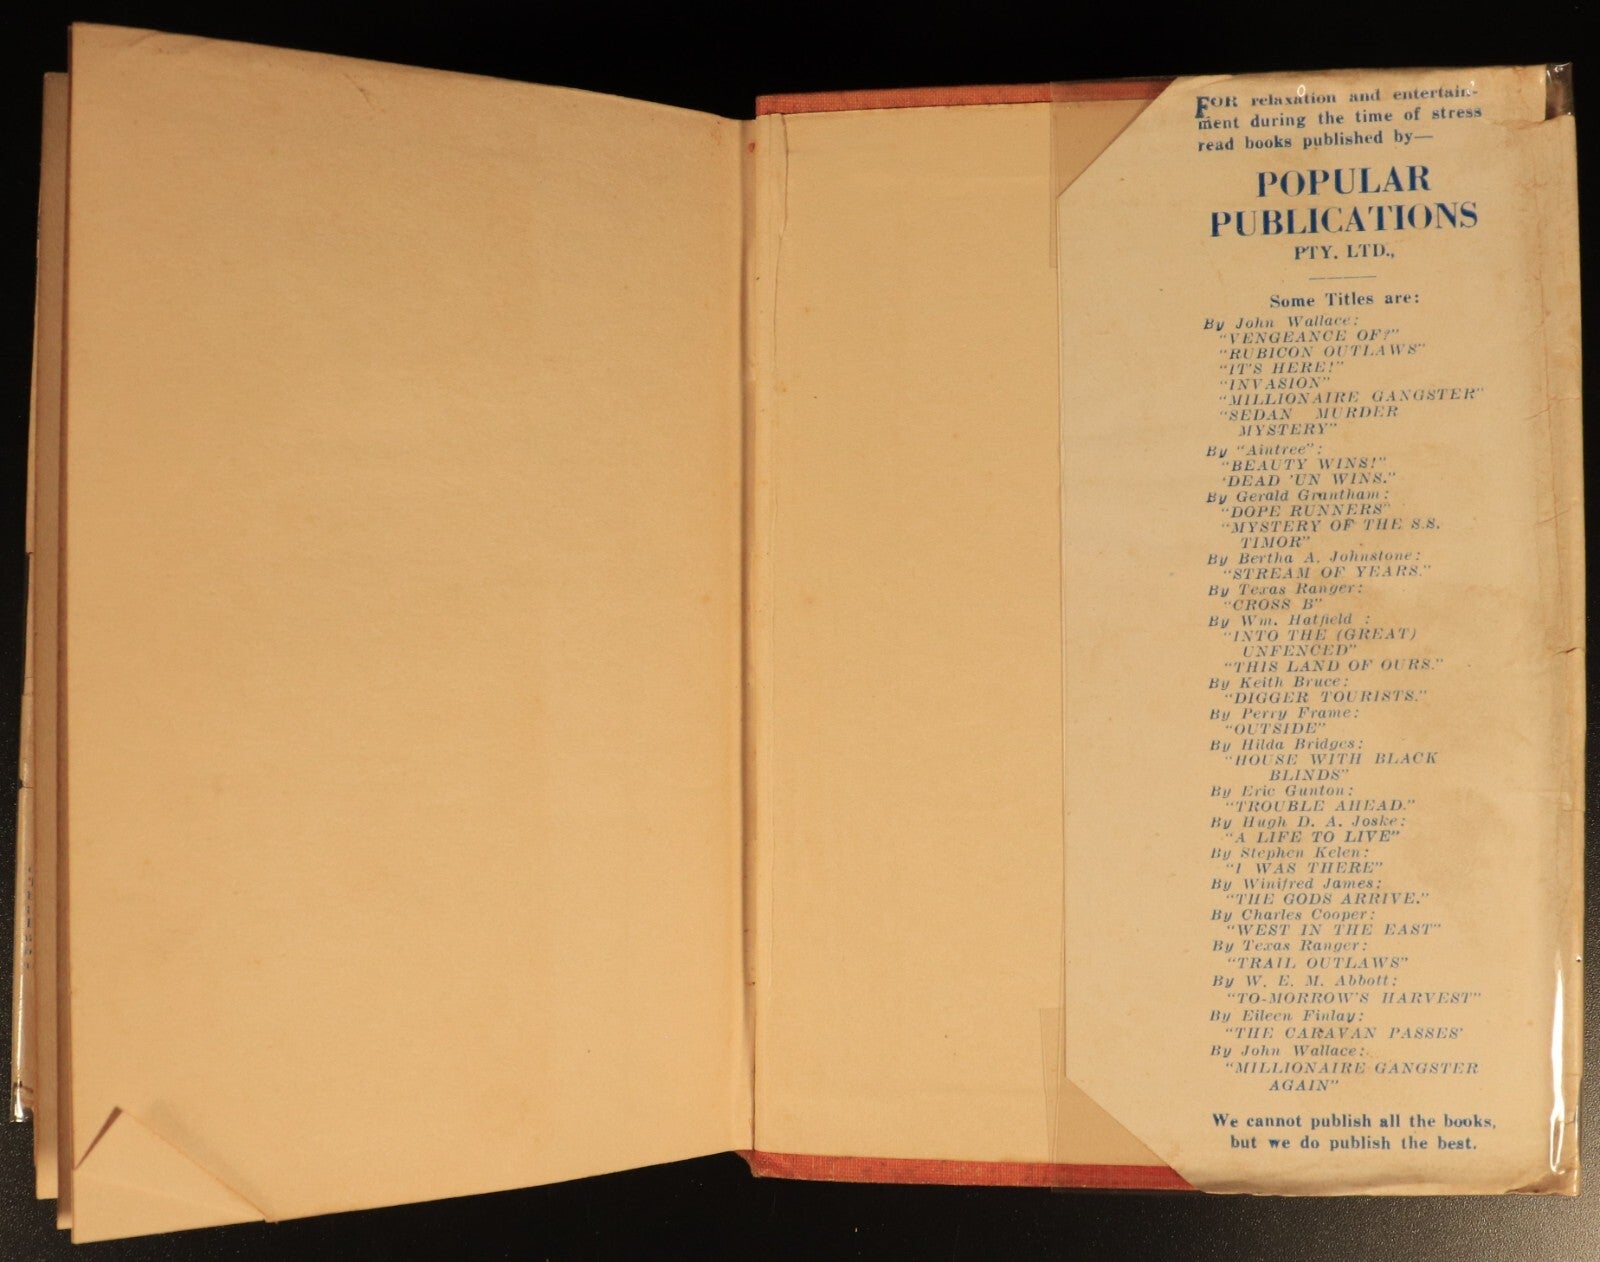 FOR relaxation and entertain-
ment during the time of stress
read books published by—
POPULAR
PUBLICATIONS
PTY. LTD.,
Some Titles are:
By John Wallace:
"VENGEANCE OF?"
"RUBICON OUTLAWS"
"IT'S HERE!"
"INVASION"
"MILLIONAIRE GANGSTER"
"SEDAN MURDER
MYSTERY"
By "Aintree":
"BEAUTY WINS!"
'DEAD 'UN WINS."
By Gerald Grantham:
"DOPE RUNNERS"
"MYSTERY OF THE S.S.
TIMOR"
By Bertha A. Johnstone:
"STREAM OF YEARS."
By Texas Ranger:
"CROSS B"
By Wm. Hatfield :
"INTO THE (GREAT)
UNFENCED"
"THIS LAND OF OURS."
By Keith Bruce:
"DIGGER TOURISTS."
By Perry Frame:
"OUTSIDE"
By Hilda Bridges:
"HOUSE WITH BLACK
BLINDS"
By Eric Gunton:
"TROUBLE AHEAD."
By Hugh D. A. Joske:
"A LIFE TO LIVE"
By Stephen Kelen:
"I WAS THERE"
By Winifred James:
"THE GODS ARRIVE."
By Charles Cooper:
"WEST IN THE EAST"
By Texas Ranger:
"TRAIL OUTLAWS"
By W. E. M. Abbott:
"TO-MORROW'S HARVEST"
By Eileen Finlay:
"THE CARAVAN PASSES'
By John Wallace:
"MILLIONAIRE GANGSTER
AGAIN"
We cannot publish all the books,
but we do publish the best.